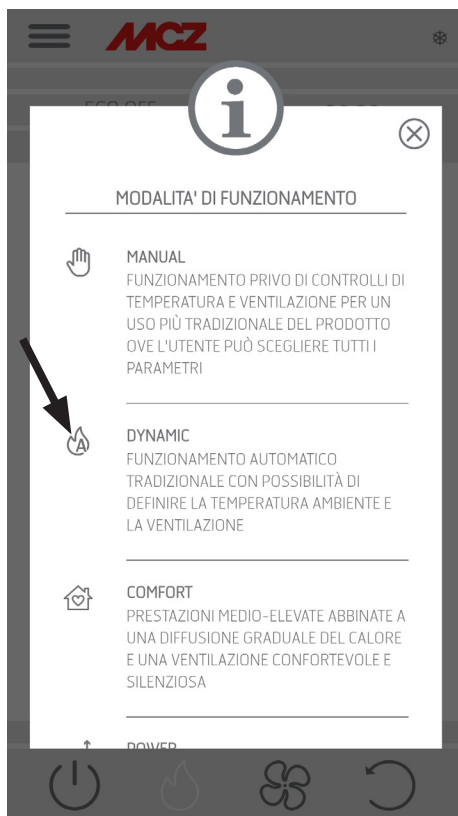 MCZ
MODALITA' DI FUNZIONAMENTO
MANUAL
FUNZIONAMENTO PRIVO DI CONTROLLI DI
TEMPERATURA E VENTILAZIONE PER UN
USO PIÙ TRADIZIONALE DEL PRODOTTO
OVE L'UTENTE PUÒ SCEGLIERE TUTTI I
PARAMETRI
A
DYNAMIC
FUNZIONAMENTO AUTOMATICO
TRADIZIONALE CON POSSIBILITÀ DI
DEFINIRE LA TEMPERATURA AMBIENTE E
LA VENTILAZIONE
COMFORT
PRESTAZIONI MEDIO-ELEVATE ABBINATE A
UNA DIFFUSIONE GRADUALE DEL CALORE
E UNA VENTILAZIONE CONFORTEVOLE E
SILENZIOSA
POWER